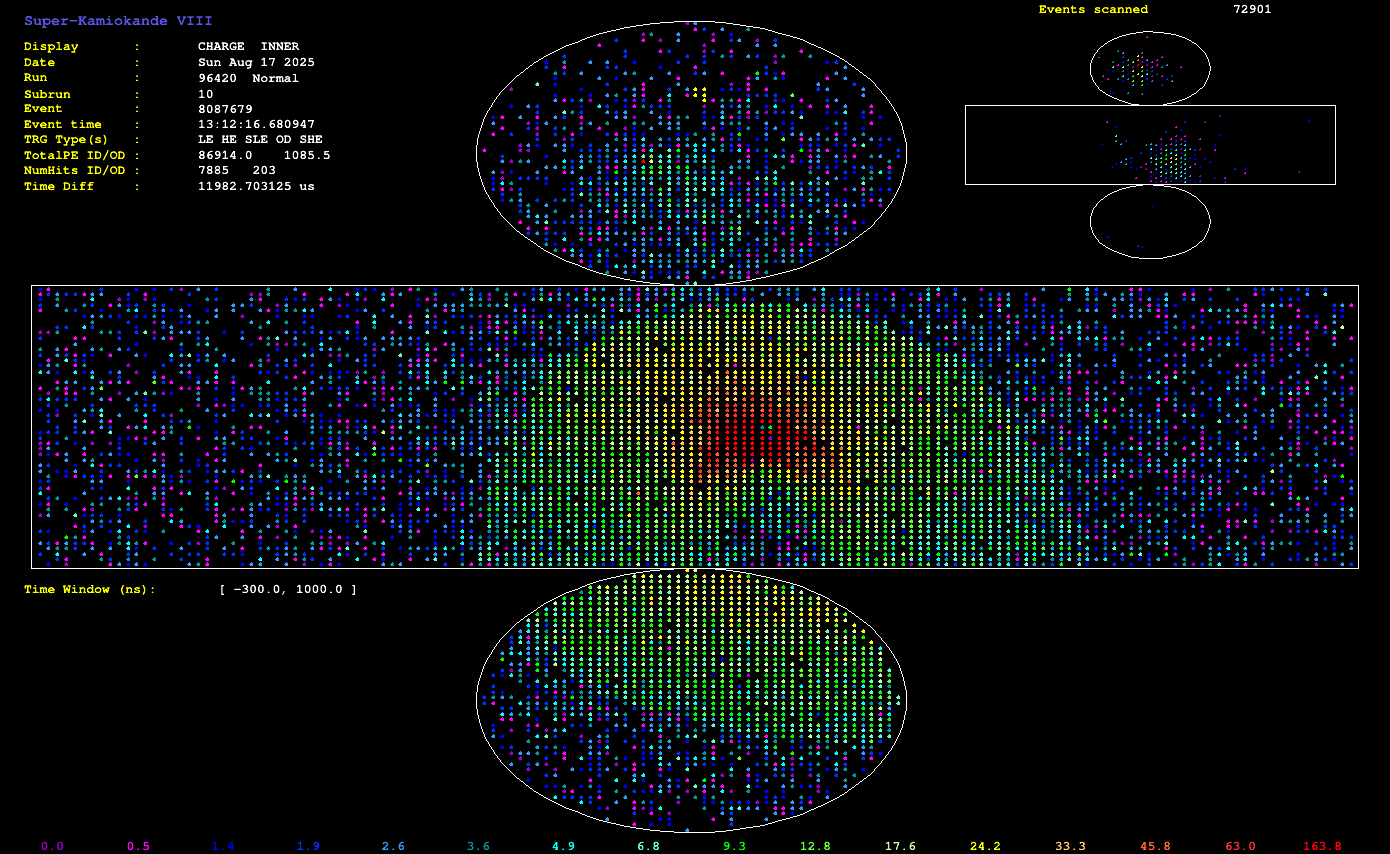 Super-Kamiokande VIII
Events scanned 72901
Display : CHARGE INNER
Date : Sun Aug 17 2025
Run : 96420 Normal
Subrun : 10
Event : 8087679
Event time : 13:12:16.680947
TRG Type(s) : LE HE SLE OD SHE
TotalPE ID/OD : 86914.0 1085.5
NumHits ID/OD : 7885 203
Time Diff : 11982.703125 us
Time Window (ns): [ -300.0, 1000.0 ]
0.0 0.5 1.4 1.9 2.6 3.6 4.9 6.8 9.3 12.8 17.6 24.2 33.3 45.8 63.0 163.8